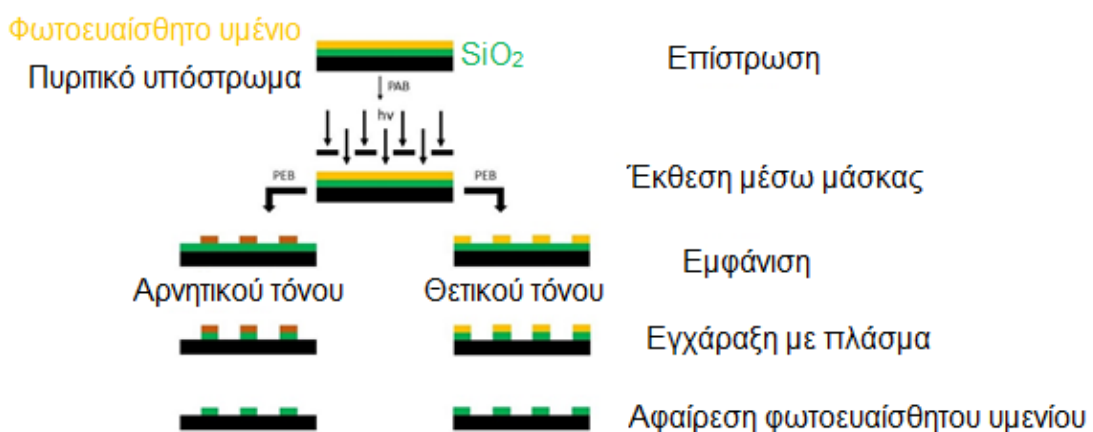 Φωτοευαίσθητο υμένιο
SiO₂
Πυριτικό υπόστρωμα
Επίστρωση
PAB
hν
Έκθεση μέσω μάσκας
PEB
PEB
Εμφάνιση
Αρνητικού τόνου
Θετικού τόνου
Εγχάραξη με πλάσμα
Αφαίρεση φωτοευαίσθητου υμενίου